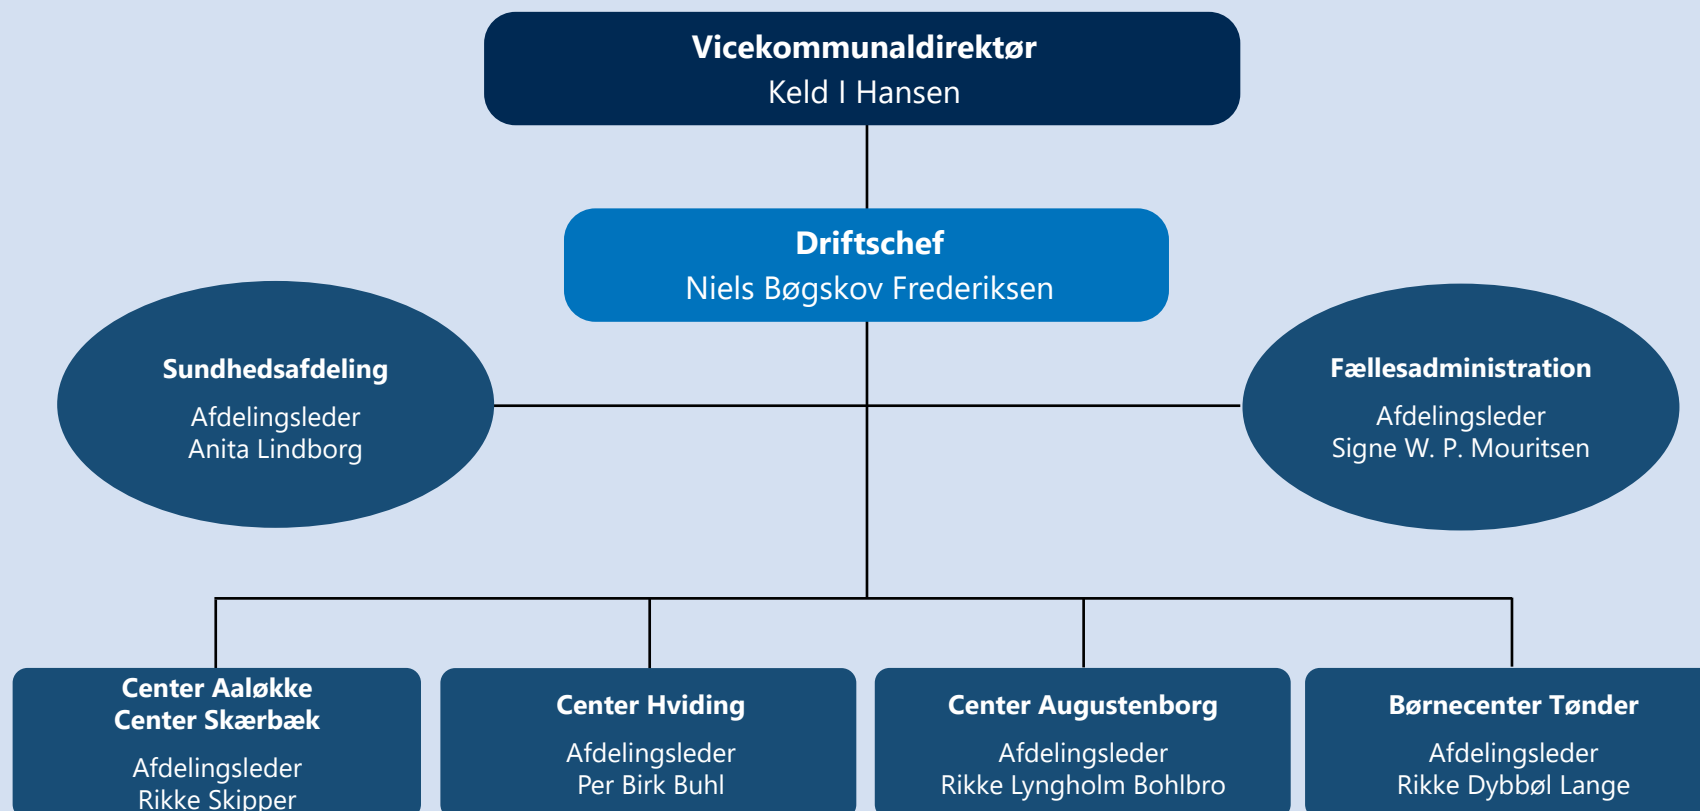 Vicekommunaldirektør
Keld I Hansen
Driftschef
Niels Bøgskov Frederiksen
Sundhedsafdeling
Afdelingsleder
Anita Lindborg
Fællesadministration
Afdelingsleder
Signe W. P. Mouritsen
Center Aaløkke
Center Skærbæk
Afdelingsleder
Rikke Skipper
Center Hviding
Afdelingsleder
Per Birk Buhl
Center Augustenborg
Afdelingsleder
Rikke Lyngholm Bohlbro
Børnecenter Tønder
Afdelingsleder
Rikke Dybbøl Lange